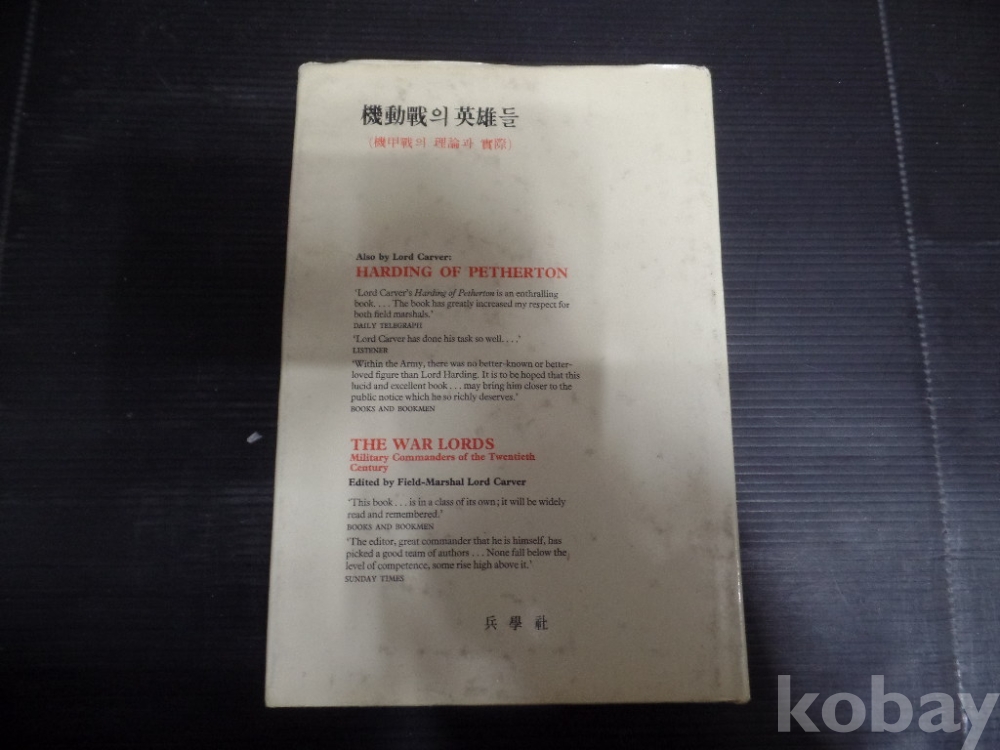 機動戰의 英雄들
(機甲戰의 理論과 實際)
Also by Lord Carver:
HARDING OF PETHERTON
‘Lord Carver's Harding of Petherton is an enthralling
book. . . . The book has greatly increased my respect for
both field marshals.’
DAILY TELEGRAPH
‘Lord Carver has done his task so well. . . .’
LISTENER
‘Within the Army, there was no better-known or better-
loved figure than Lord Harding. It is to be hoped that this
lucid and excellent book . . . may bring him closer to the
public notice which he so richly deserves.’
BOOKS AND BOOKMEN
THE WAR LORDS
Military Commanders of the Twentieth
Century
Edited by Field-Marshal Lord Carver
‘This book . . . is in a class of its own; it will be widely
read and remembered.’
BOOKS AND BOOKMEN
‘The editor, great commander that he is himself, has
picked a good team of authors . . . None fall below the
level of competence, some rise high above it.’
SUNDAY TIMES
兵學社
kobay